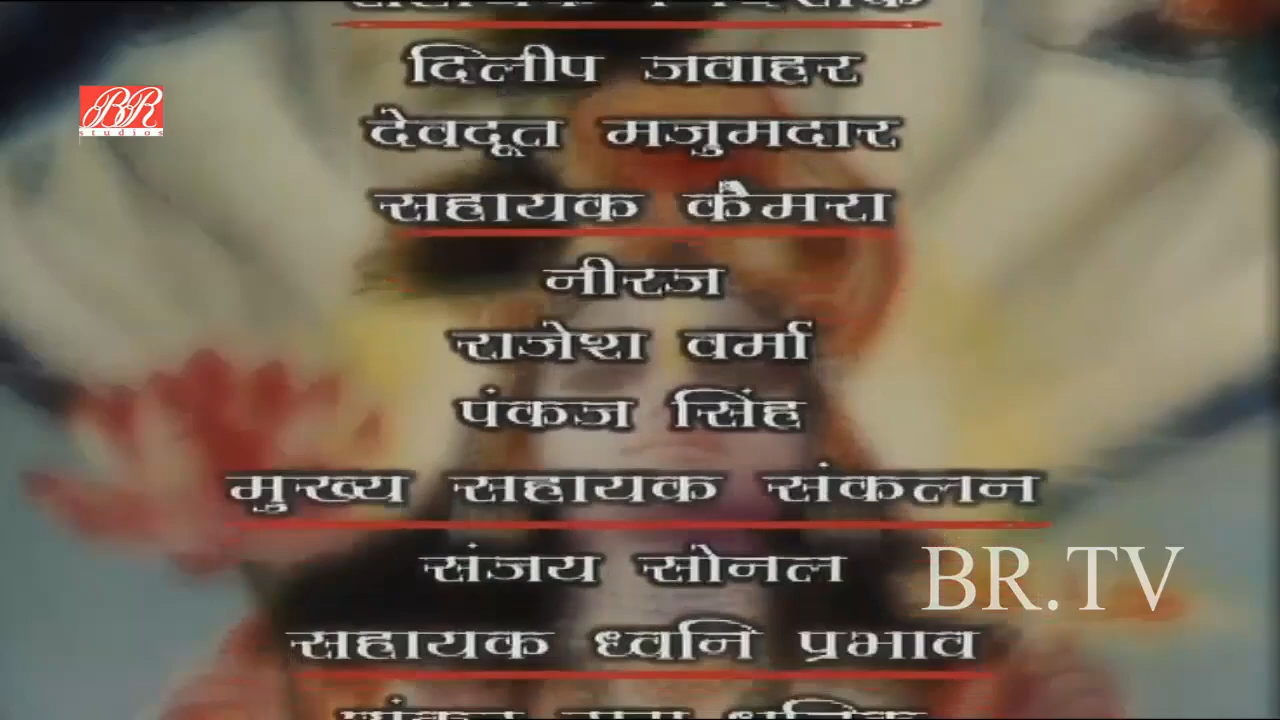 दिलीप जवाहर
BR
studios
देवदूत मजुमदार
सहायक कैमरा
नीरज
राजेश वर्मा
पंकज सिंह
मुख्य सहायक संकलन
संजय सोनल
BR.TV
सहायक ध्वनि प्रभाव